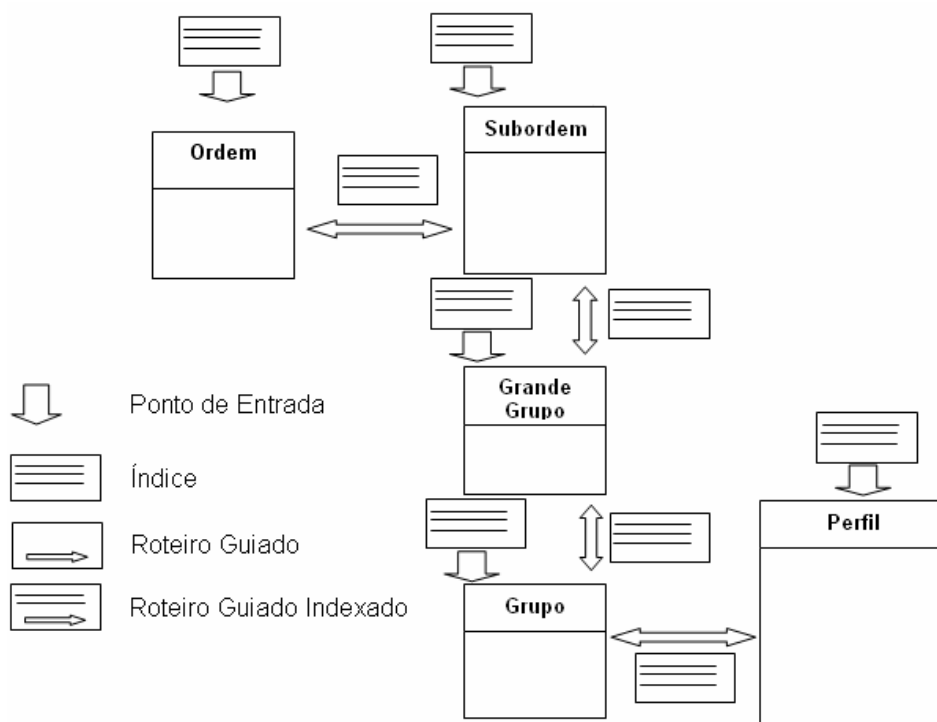 Subordem
Ordem
Grande
Grupo
Ponto de Entrada
Índice
Perfil
Roteiro Guiado
Grupo
Roteiro Guiado Indexado